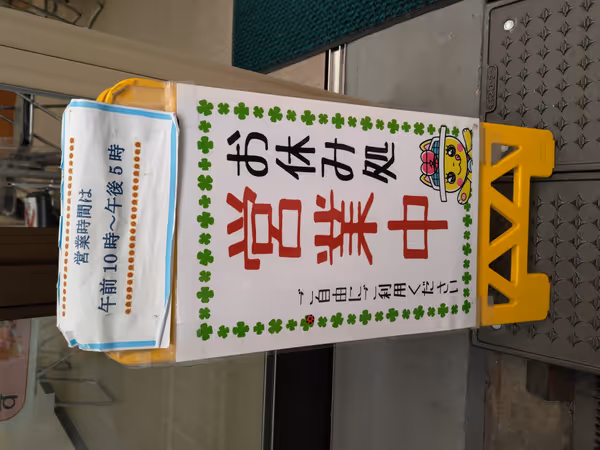 営業時間は
午前10時～午後5時
お休み処
営業中
ご自由にご利用ください
す